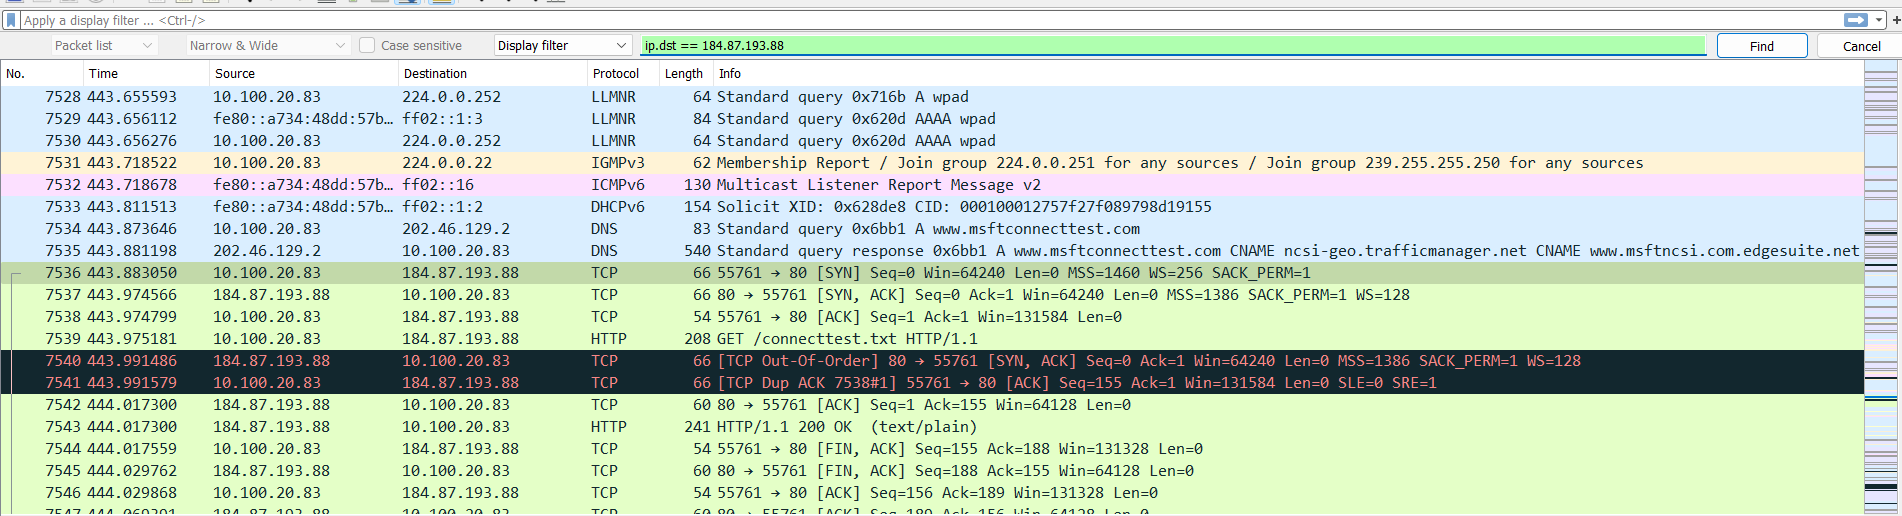 Apply a display filter ... <Ctrl-/>
Packet list Narrow & Wide Case sensitive Display filter ip.dst == 184.87.193.88 Find Cancel
No. Time Source Destination Protocol Length Info
7528 443.655593 10.100.20.83 224.0.0.252 LLMNR 64 Standard query 0x716b A wpad
7529 443.656112 fe80::a734:48dd:57b… ff02::1:3 LLMNR 84 Standard query 0x620d AAAA wpad
7530 443.656276 10.100.20.83 224.0.0.252 LLMNR 64 Standard query 0x620d AAAA wpad
7531 443.718522 10.100.20.83 224.0.0.22 IGMPv3 62 Membership Report / Join group 224.0.0.251 for any sources / Join group 239.255.255.250 for any sources
7532 443.718678 fe80::a734:48dd:57b… ff02::16 ICMPv6 130 Multicast Listener Report Message v2
7533 443.811513 fe80::a734:48dd:57b… ff02::1:2 DHCPv6 154 Solicit XID: 0x628de8 CID: 000100012757f27f089798d19155
7534 443.873646 10.100.20.83 202.46.129.2 DNS 83 Standard query 0x6bb1 A www.msftconnecttest.com
7535 443.881198 202.46.129.2 10.100.20.83 DNS 540 Standard query response 0x6bb1 A www.msftconnecttest.com CNAME ncsi-geo.trafficmanager.net CNAME www.msftncsi.com.edgesuite.net
7536 443.883050 10.100.20.83 184.87.193.88 TCP 66 55761 → 80 [SYN] Seq=0 Win=64240 Len=0 MSS=1460 WS=256 SACK_PERM=1
7537 443.974566 184.87.193.88 10.100.20.83 TCP 66 80 → 55761 [SYN, ACK] Seq=0 Ack=1 Win=64240 Len=0 MSS=1386 SACK_PERM=1 WS=128
7538 443.974799 10.100.20.83 184.87.193.88 TCP 54 55761 → 80 [ACK] Seq=1 Ack=1 Win=131584 Len=0
7539 443.975181 10.100.20.83 184.87.193.88 HTTP 208 GET /connecttest.txt HTTP/1.1
7540 443.991486 184.87.193.88 10.100.20.83 TCP 66 [TCP Out-Of-Order] 80 → 55761 [SYN, ACK] Seq=0 Ack=1 Win=64240 Len=0 MSS=1386 SACK_PERM=1 WS=128
7541 443.991579 10.100.20.83 184.87.193.88 TCP 66 [TCP Dup ACK 7538#1] 55761 → 80 [ACK] Seq=155 Ack=1 Win=131584 Len=0 SLE=0 SRE=1
7542 444.017300 184.87.193.88 10.100.20.83 TCP 60 80 → 55761 [ACK] Seq=1 Ack=155 Win=64128 Len=0
7543 444.017300 184.87.193.88 10.100.20.83 HTTP 241 HTTP/1.1 200 OK (text/plain)
7544 444.017559 10.100.20.83 184.87.193.88 TCP 54 55761 → 80 [FIN, ACK] Seq=155 Ack=188 Win=131328 Len=0
7545 444.029762 184.87.193.88 10.100.20.83 TCP 60 80 → 55761 [FIN, ACK] Seq=188 Ack=155 Win=64128 Len=0
7546 444.029868 10.100.20.83 184.87.193.88 TCP 54 55761 → 80 [ACK] Seq=156 Ack=189 Win=131328 Len=0
7547 184.87.193.88 10.100.20.83 TCP 60 80 → 55761 [ACK] Seq=189 Ack=156 Win=64128 Len=0